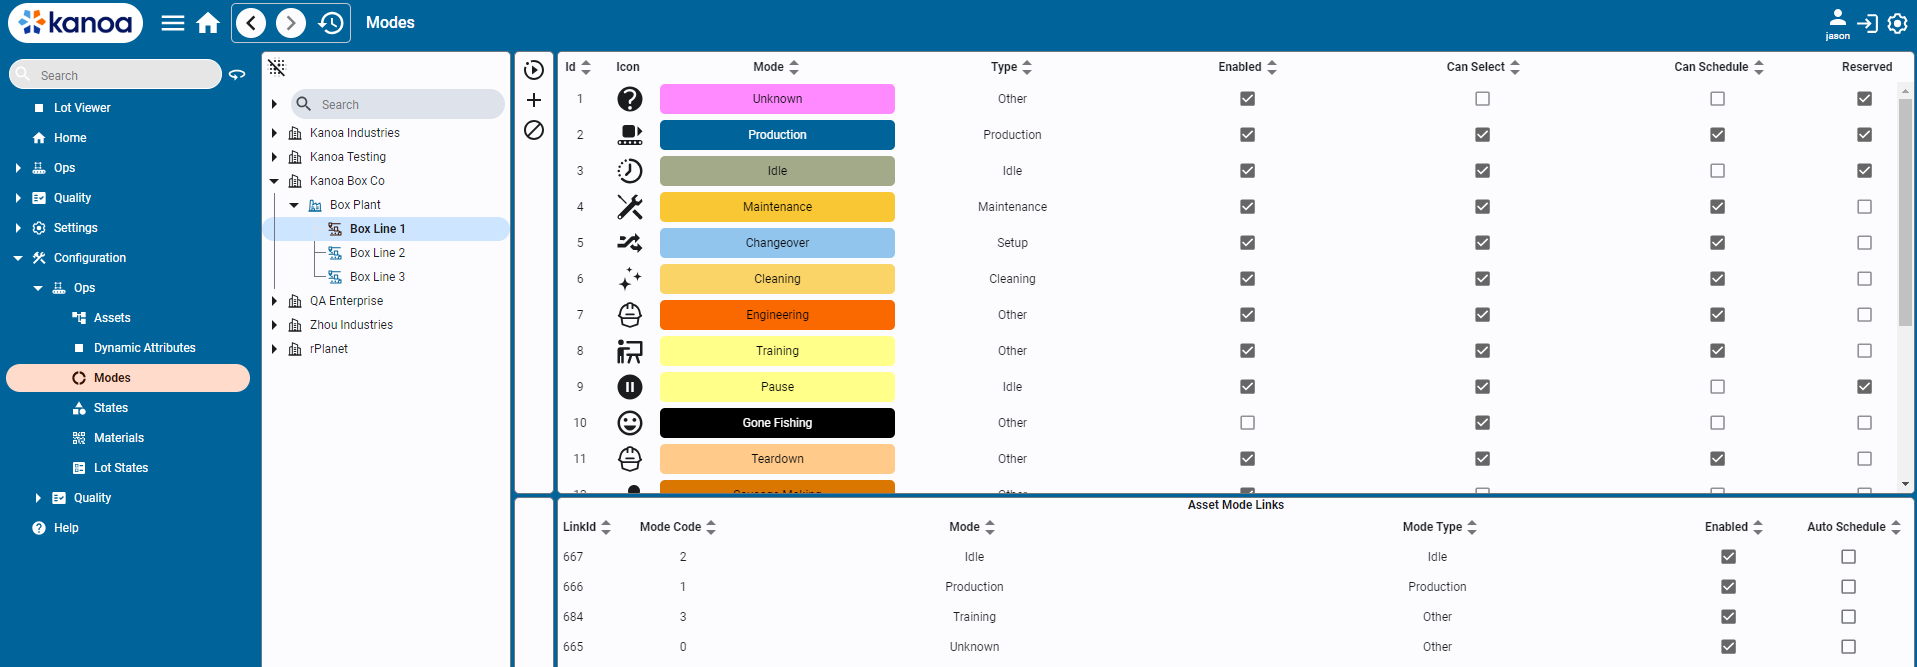 kanoa
Modes
jason
Search
Lot Viewer
Home
Ops
Quality
Settings
Configuration
Ops
Assets
Dynamic Attributes
Modes
States
Materials
Lot States
Quality
Help
Search
Kanoa Industries
Kanoa Testing
Kanoa Box Co
Box Plant
Box Line 1
Box Line 2
Box Line 3
QA Enterprise
Zhou Industries
rPlanet
Id Icon Mode Type Enabled Can Select Can Schedule Reserved
1 Unknown Other
2 Production Production
3 Idle Idle
4 Maintenance Maintenance
5 Changeover Setup
6 Cleaning Cleaning
7 Engineering Other
8 Training Other
9 Pause Idle
10 Gone Fishing Other
11 Teardown Other
12 Sausage Making Other
Asset Mode Links
LinkId Mode Code Mode Mode Type Enabled Auto Schedule
667 2 Idle Idle
666 1 Production Production
684 3 Training Other
665 0 Unknown Other